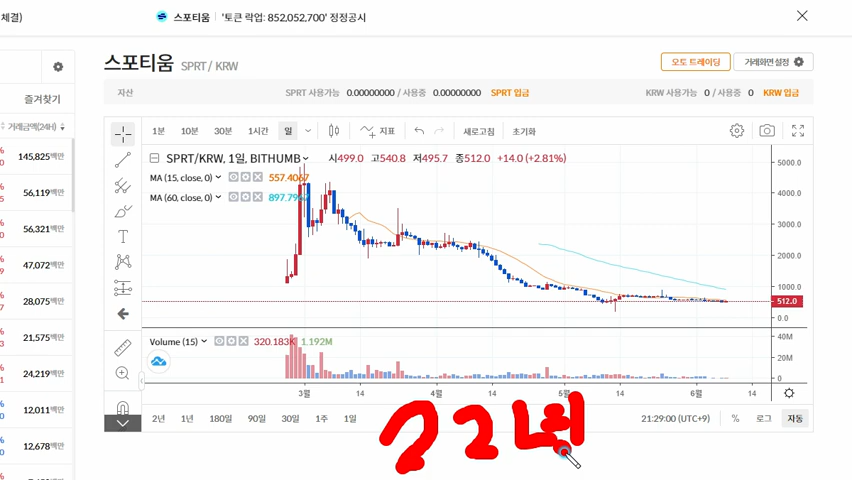 체결)
스포티움 '토큰 락업: 852,052,700' 정정공시
스포티움 SPRT / KRW
오토 트레이딩 거래화면 설정
즐겨찾기
자산 SPRT 사용가능 0.00000000 / 사용중 0.00000000 SPRT 입금 KRW 사용가능 0 / 사용중 0 KRW 입금
거래금액(24H)
1분 10분 30분 1시간 일 지표 새로고침 초기화
145,825백만
56,119백만
56,321백만
47,072백만
28,075백만
21,575백만
24,219백만
12,011백만
12,678백만
SPRT/KRW, 1일, BITHUMB 시499.0 고540.8 저495.7 종512.0 +14.0 (+2.81%)
MA (15, close, 0) 557.4067
MA (60, close, 0)
5000.0
4000.0
3000.0
2000.0
1000.0
512.0
0.0
Volume (15) 320.183K 1.192M
40M
20M
0
3월 14 4월 14 5월 14 6월 14
2년 1년 180일 90일 30일 1주 1일 21:29:00 (UTC+9) % 로그 자동
22년